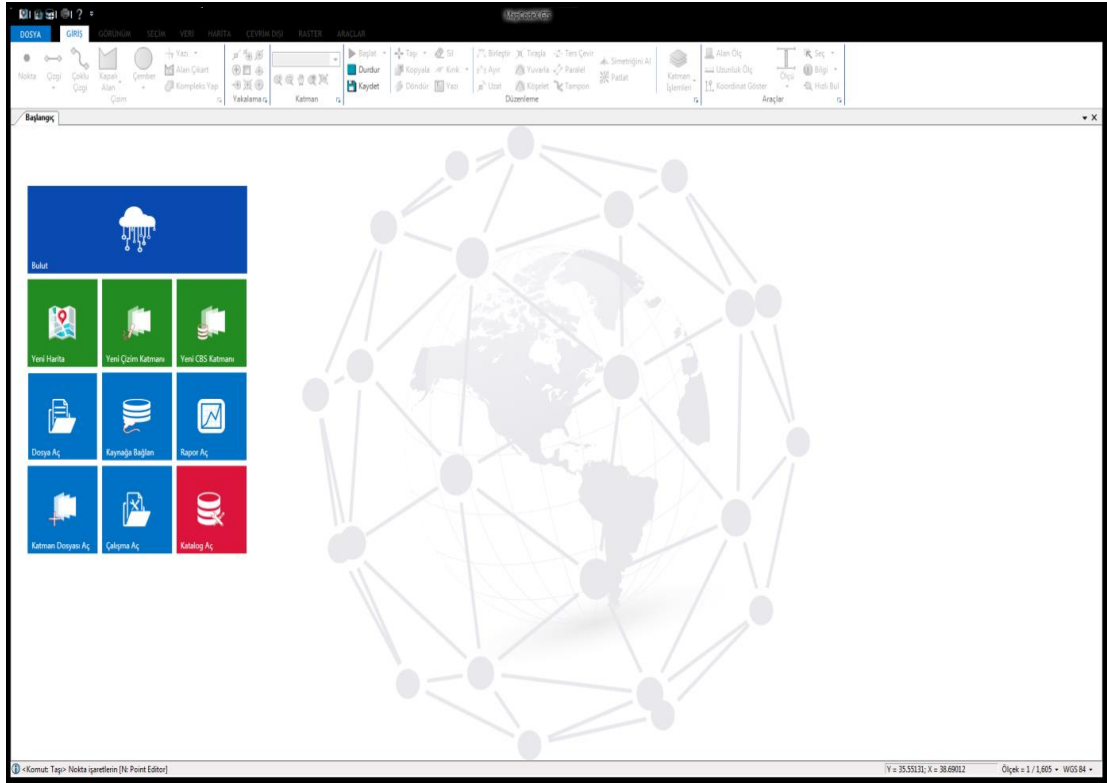 MapCodeX Gis
DOSYA GİRİŞ GÖRÜNÜM SEÇİM VERİ HARİTA ÇEVRİM DIŞI RASTER ARAÇLAR
Nokta Çizgi Çoklu Çizgi Kapalı Alan Çember Yazı Alan Çıkart Kompleks Yap
Başlat Durdur Kaydet
Taşı Sil Kopyala Kırık Döndür Yazı
Birleştir Tıraşla Ters Çevir Simetriğini Al
Ayır Yuvarla Paralel Patlat
Uzat Köşelet Tampon
Katman İşlemleri
Alan Ölç Uzunluk Ölç Koordinat Göster Ölçü
Seç Bilgi Hızlı Bul
Çizim Yakalama Katman Düzenleme Araçlar
Başlangıç
Bulut
Yeni Harita Yeni Çizim Katmanı Yeni CBS Katmanı
Dosya Aç Kaynağa Bağlan Rapor Aç
Katman Dosyası Aç Çalışma Aç Katalog Aç
<Komut: Taşı> Nokta işaretlerin [N: Point Editor] Y = 35.55131; X = 38.69012 Ölçek = 1 / 1,605 WGS 84